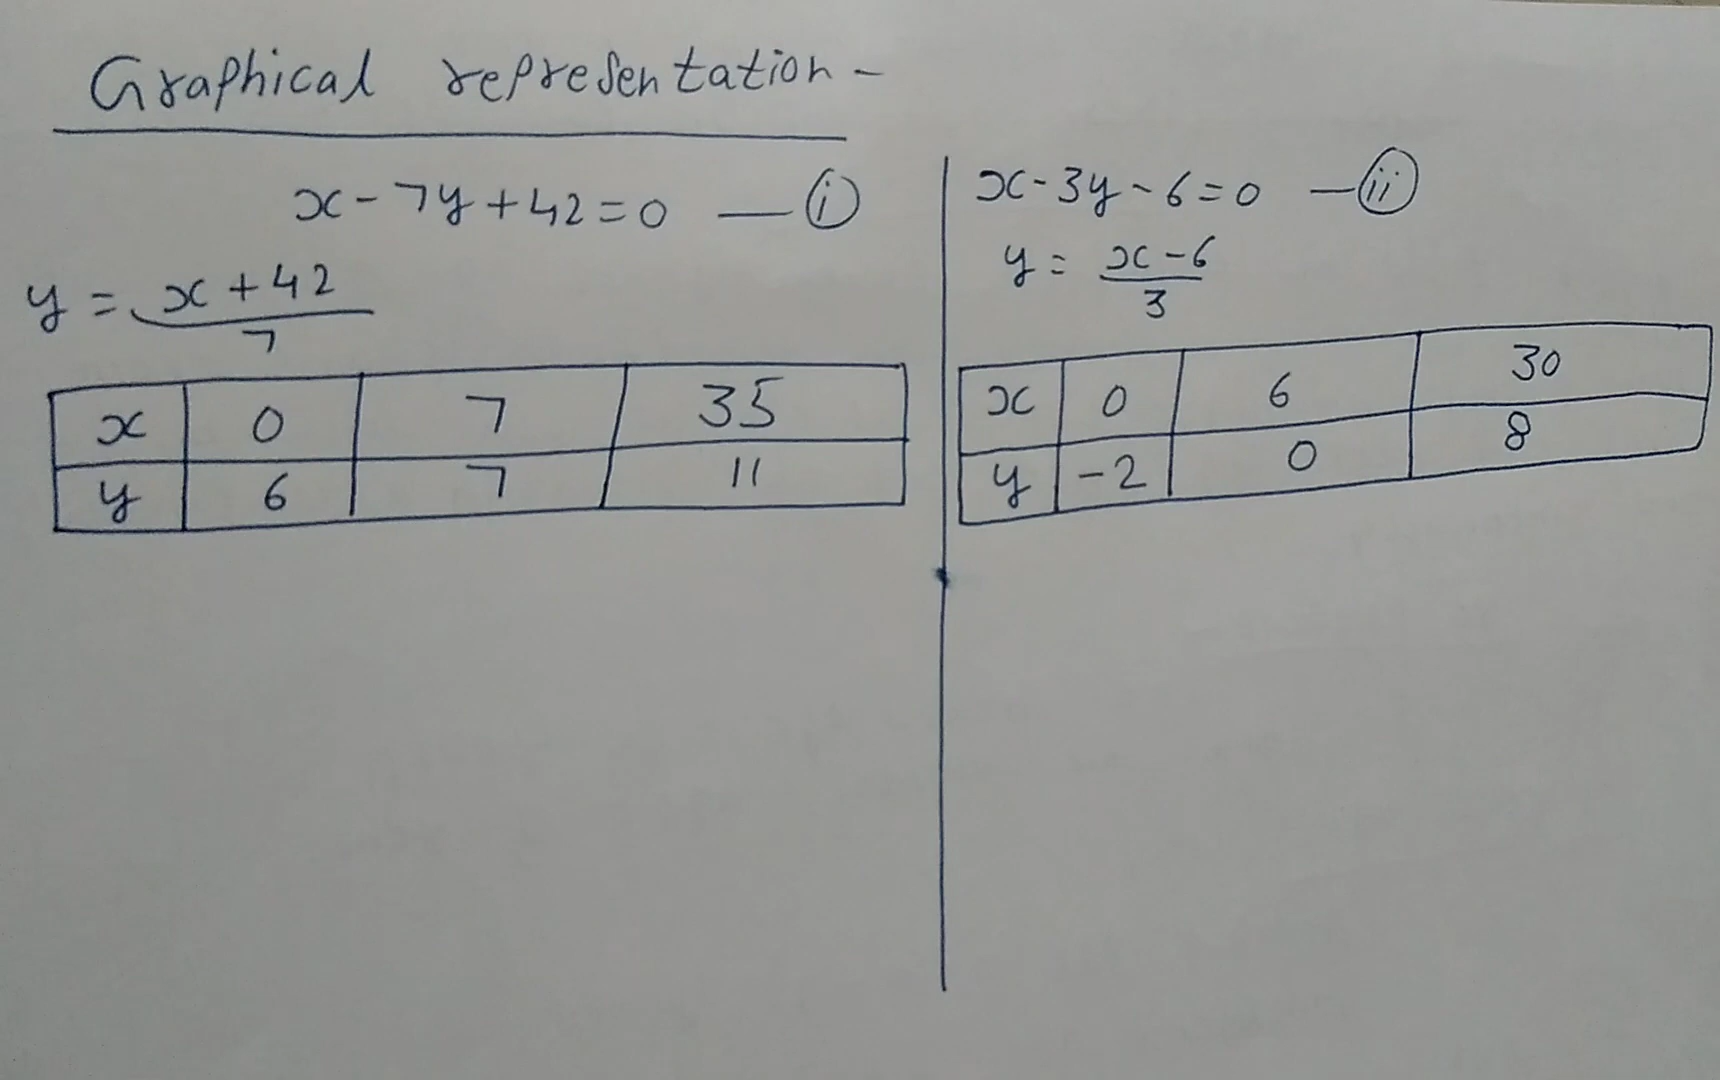 Graphical representation -
x - 7y + 42 = 0 — (i)
y = x + 42 / 7
x 0 7 35
y 6 7 11
x - 3y - 6 = 0 — (ii)
y = x - 6 / 3
x 0 6 30
y -2 0 8